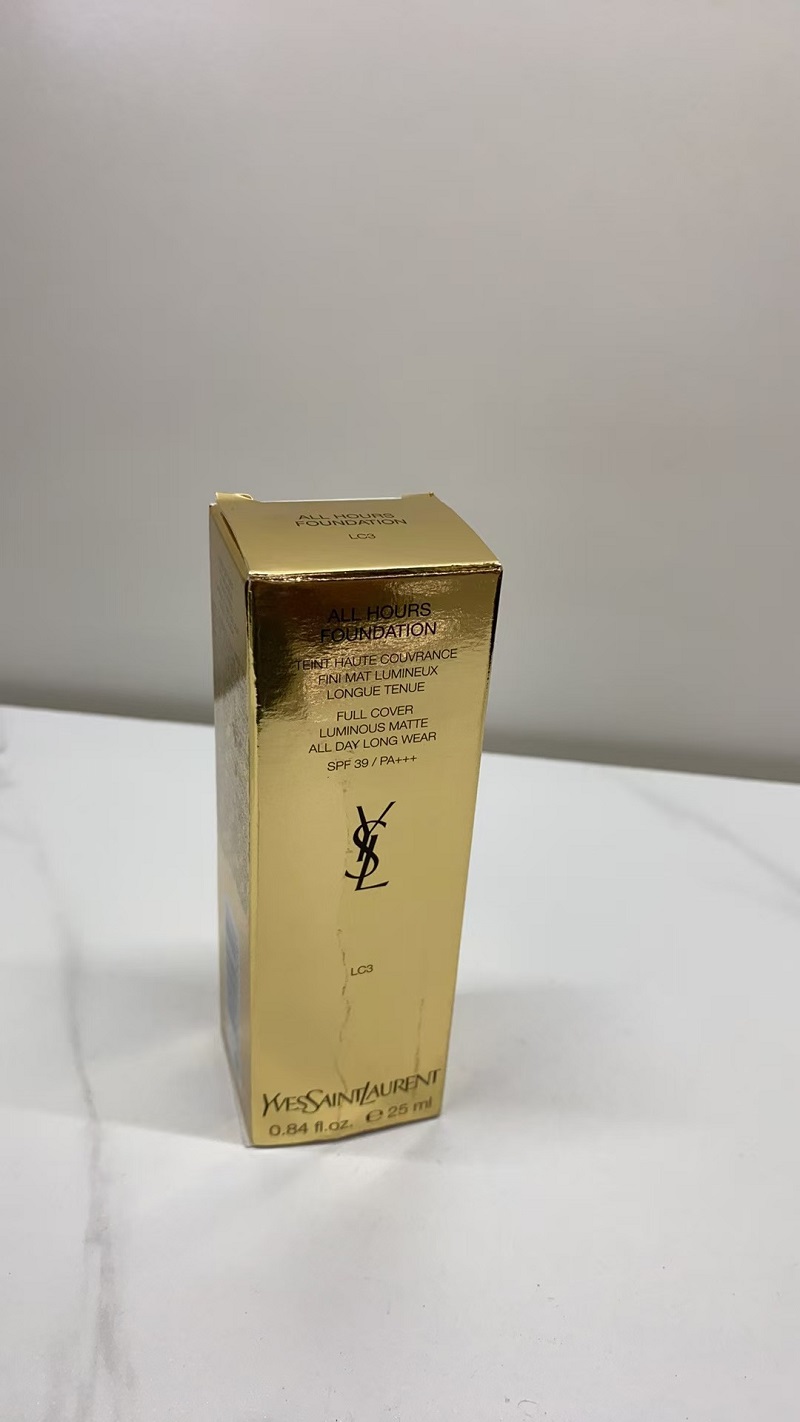 ALL HOURS
FOUNDATION
LC3
ALL HOURS
FOUNDATION
TEINT HAUTE COUVRANCE
FINI MAT LUMINEUX
LONGUE TENUE
FULL COVER
LUMINOUS MATTE
ALL DAY LONG WEAR
SPF 39 / PA+++
YSL
LC3
YVESSAINTLAURENT
0.84 fl.oz. ℮ 25 ml